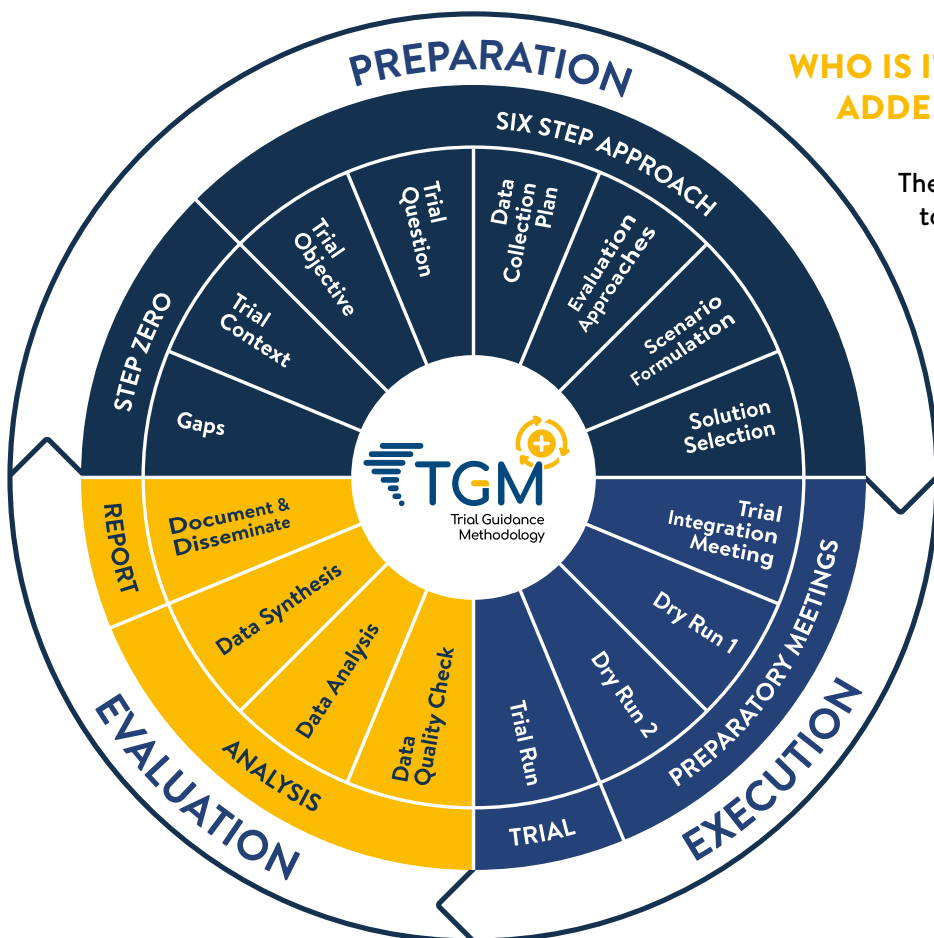 PREPARATION
WHO IS I
ADDE
The
to
SIX STEP APPROACH
STEP ZERO
Gaps
Trial
Context
Trial
Objective
Trial
Question
Data
Collection
Plan
Evaluation
Approaches
Scenario
Formulation
Solution
Selection
TGM
Trial Guidance
Methodology
EXECUTION
PREPARATORY MEETINGS
Trial
Integration
Meeting
Dry Run 1
Dry Run 2
TRIAL
Trial Run
EVALUATION
ANALYSIS
Data
Quality Check
Data Analysis
Data Synthesis
REPORT
Document &
Disseminate